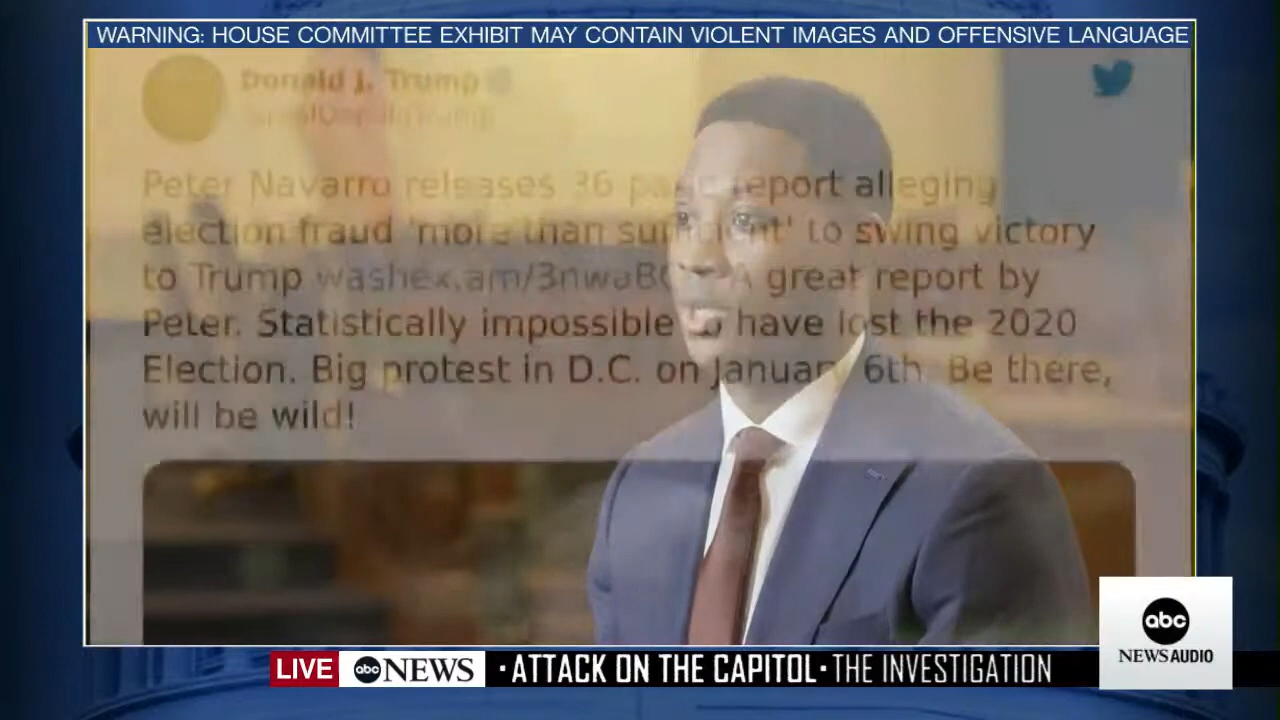 WARNING: HOUSE COMMITTEE EXHIBIT MAY CONTAIN VIOLENT IMAGES AND OFFENSIVE LANGUAGE
Donald J. Trump
Peter Navarro releases 36 page report alleging
election fraud 'more than sufficient' to swing victory
to Trump A great report by
Peter. Statistically impossible to have lost the 2020
Election. Big protest in D.C. on January 6th. Be there,
will be wild!
abc
NEWS AUDIO
LIVE abc NEWS · ATTACK ON THE CAPITOL · THE INVESTIGATION